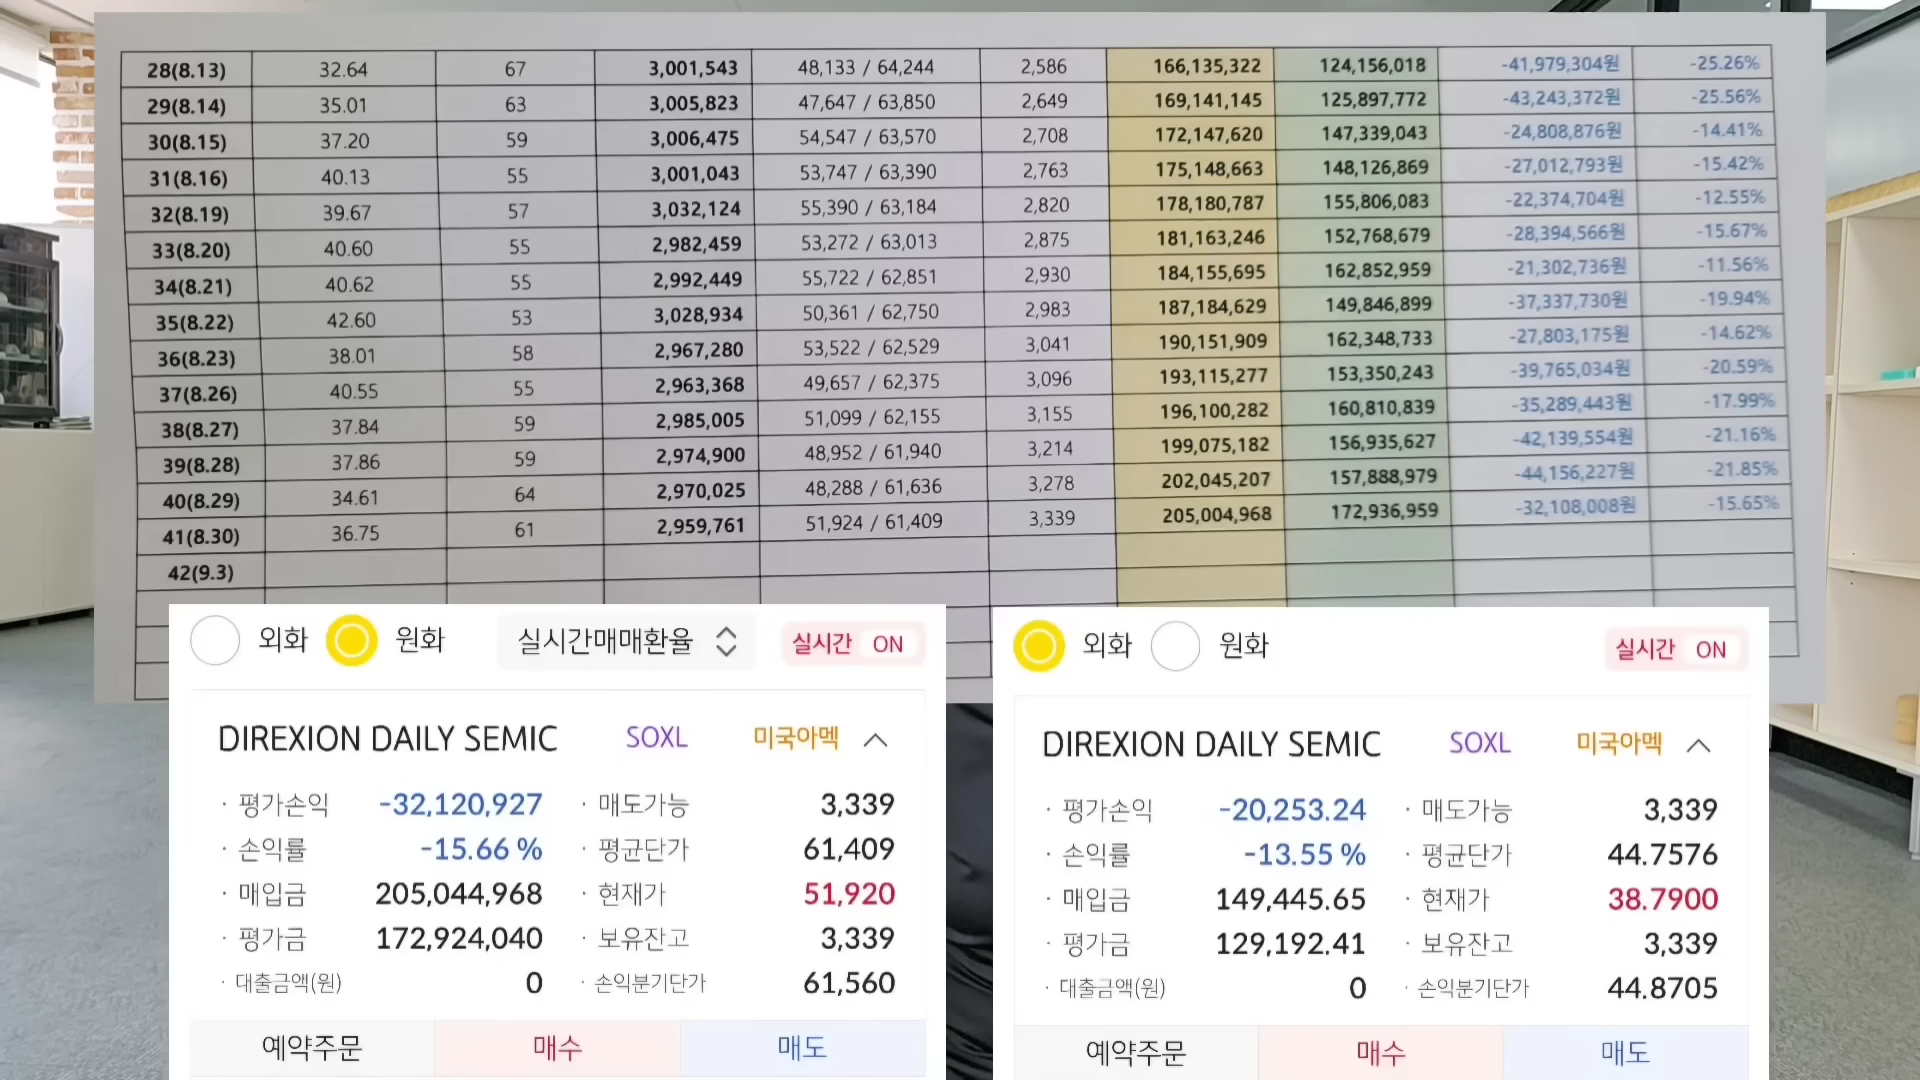 28(8.13) 32.64 67 3,001,543 48,133 / 64,244 2,586 166,135,322 124,156,018 -41,979,304원 -25.26%
29(8.14) 35.01 63 3,005,823 47,647 / 63,850 2,649 169,141,145 125,897,772 -43,243,372원 -25.56%
30(8.15) 37.20 59 3,006,475 54,547 / 63,570 2,708 172,147,620 147,339,043 -24,808,876원 -14.41%
31(8.16) 40.13 55 3,001,043 53,747 / 63,390 2,763 175,148,663 148,126,869 -27,012,793원 -15.42%
32(8.19) 39.67 57 3,032,124 55,390 / 63,184 2,820 178,180,787 155,806,083 -22,374,704원 -12.55%
33(8.20) 40.60 55 2,982,459 53,272 / 63,013 2,875 181,163,246 152,768,679 -28,394,566원 -15.67%
34(8.21) 40.62 55 2,992,449 55,722 / 62,851 2,930 184,155,695 162,852,959 -21,302,736원 -11.56%
35(8.22) 42.60 53 3,028,934 50,361 / 62,750 2,983 187,184,629 149,846,899 -37,337,730원 -19.94%
36(8.23) 38.01 58 2,967,280 53,522 / 62,529 3,041 190,151,909 162,348,733 -27,803,175원 -14.62%
37(8.26) 40.55 55 2,963,368 49,657 / 62,375 3,096 193,115,277 153,350,243 -39,765,034원 -20.59%
38(8.27) 37.84 59 2,985,005 51,099 / 62,155 3,155 196,100,282 160,810,839 -35,289,443원 -17.99%
39(8.28) 37.86 59 2,974,900 48,952 / 61,940 3,214 199,075,182 156,935,627 -42,139,554원 -21.16%
40(8.29) 34.61 64 2,970,025 48,288 / 61,636 3,278 202,045,207 157,888,979 -44,156,227원 -21.85%
41(8.30) 36.75 61 2,959,761 51,924 / 61,409 3,339 205,004,968 172,936,959 -32,108,008원 -15.65%
42(9.3)
외화 원화 실시간매매환율 실시간 ON
DIREXION DAILY SEMIC SOXL 미국아멕
· 평가손익 -32,120,927 · 매도가능 3,339
· 손익률 -15.66 % · 평균단가 61,409
· 매입금 205,044,968 · 현재가 51,920
· 평가금 172,924,040 · 보유잔고 3,339
· 대출금액(원) 0 · 손익분기단가 61,560
예약주문 매수 매도
외화 원화 실시간 ON
DIREXION DAILY SEMIC SOXL 미국아멕
· 평가손익 -20,253.24 · 매도가능 3,339
· 손익률 -13.55 % · 평균단가 44.7576
· 매입금 149,445.65 · 현재가 38.7900
· 평가금 129,192.41 · 보유잔고 3,339
· 대출금액(원) 0 · 손익분기단가 44.8705
예약주문 매수 매도